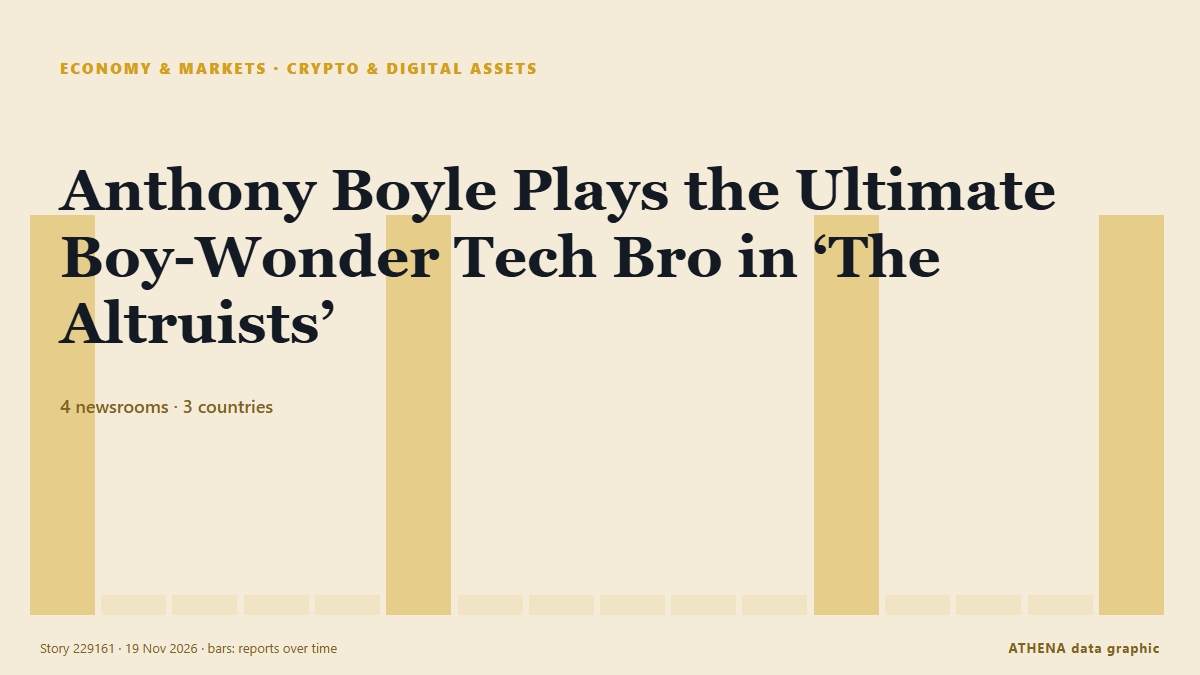 ECONOMY & MARKETS · CRYPTO & DIGITAL ASSETS
Anthony Boyle Plays the Ultimate
Boy-Wonder Tech Bro in ‘The
Altruists’
4 newsrooms · 3 countries
Story 229161 · 19 Nov 2026 · bars: reports over time
ATHENA data graphic